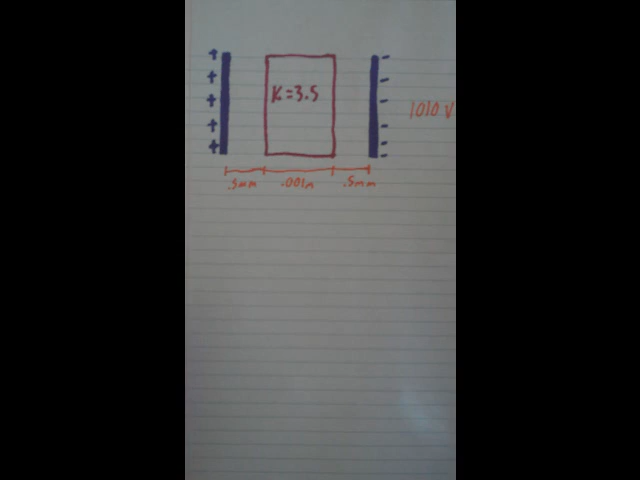 + -
+ -
+ K=3.5 - 1010 V
+ -
+ -
.5mm .001m .5mm